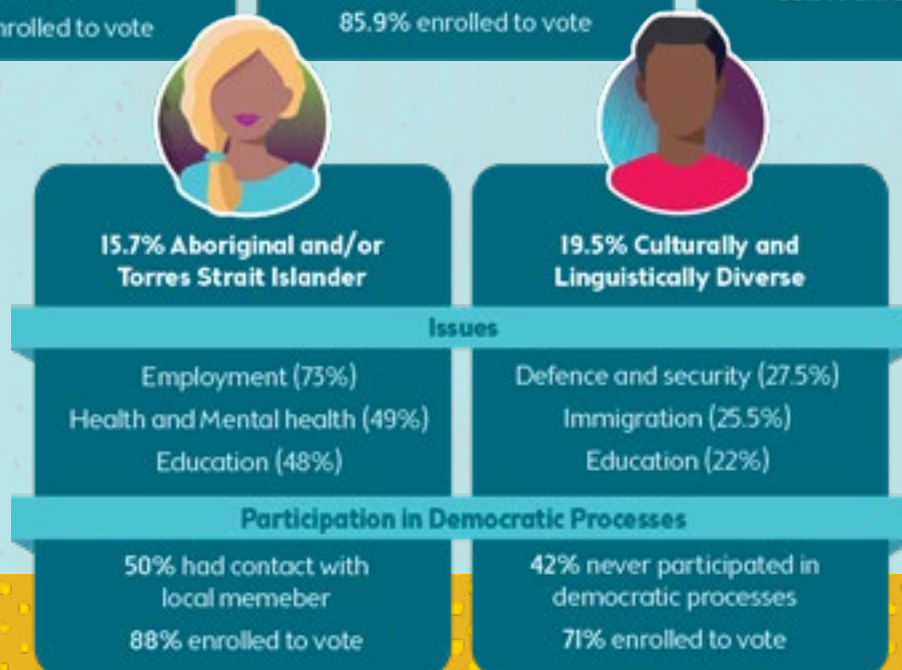 enrolled to vote
85.9% enrolled to vote
15.7% Aboriginal and/or
Torres Strait Islander
19.5% Culturally and
Linguistically Diverse
Issues
Employment (73%)
Health and Mental health (49%)
Education (48%)
Defence and security (27.5%)
Immigration (25.5%)
Education (22%)
Participation in Democratic Processes
50% had contact with
local memeber
88% enrolled to vote
42% never participated in
democratic processes
71% enrolled to vote